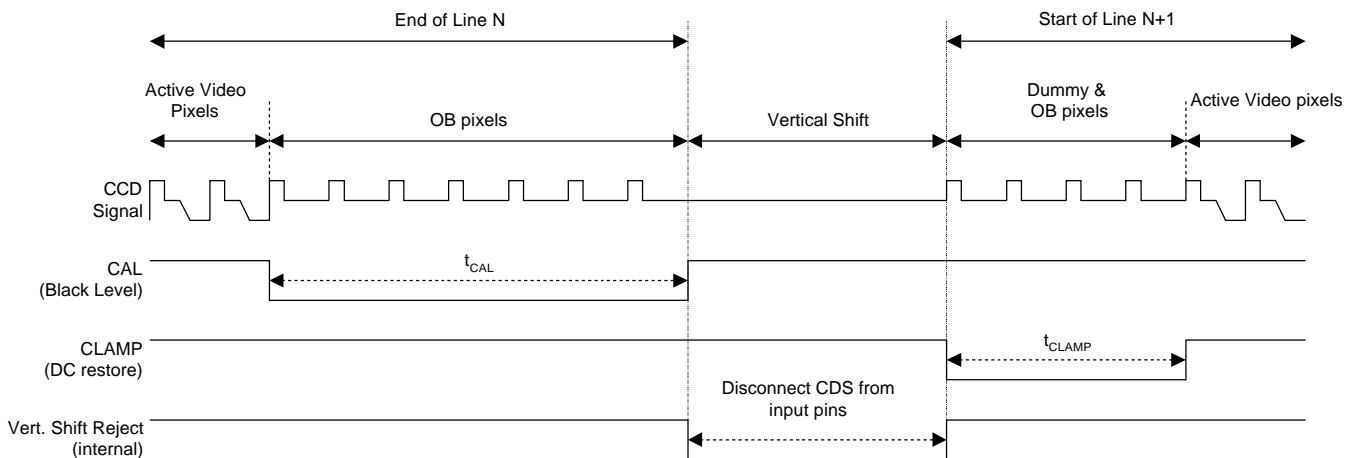 End of Line N
Start of Line N+1
Active Video
Pixels
OB pixels
Vertical Shift
Dummy &
OB pixels
Active Video pixels
CCD
Signal
CAL
(Black Level)
tCAL
CLAMP
(DC restore)
tCLAMP
Disconnect CDS from
input pins
Vert. Shift Reject
(internal)